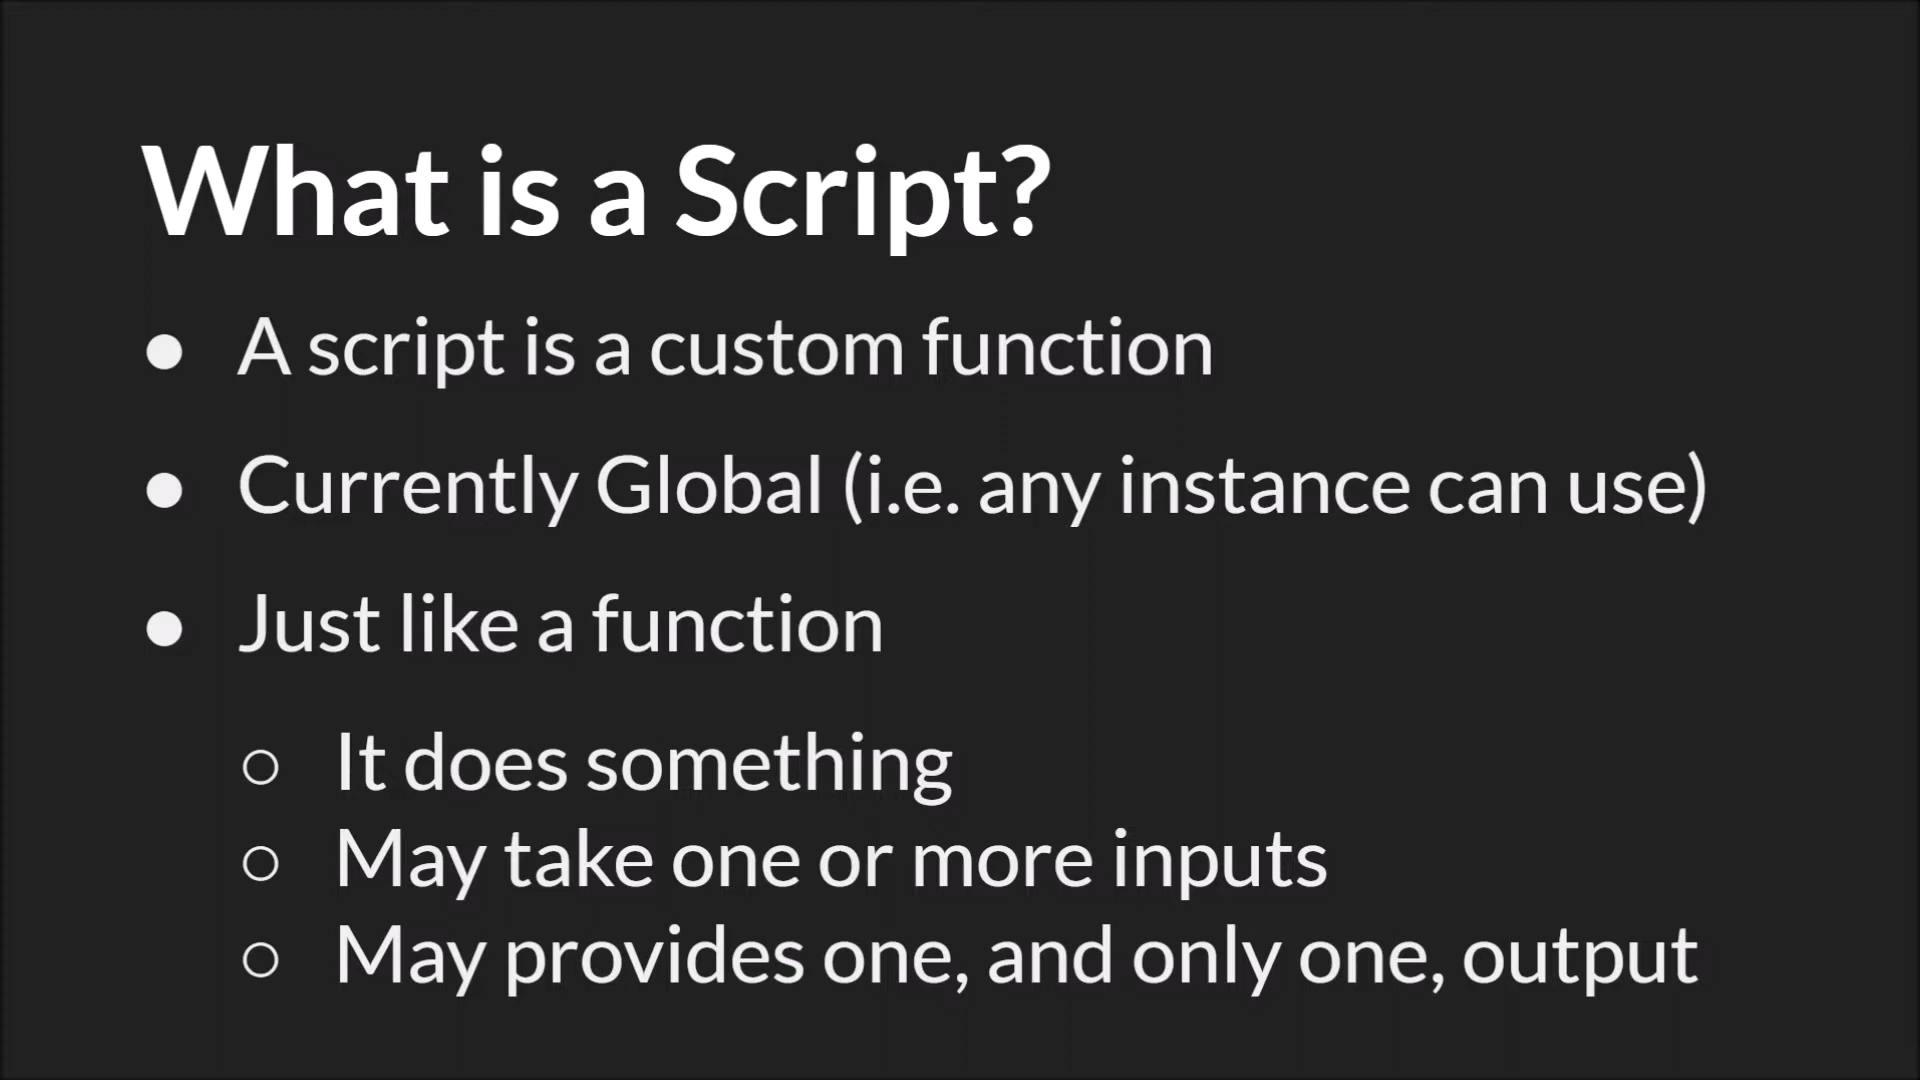 What is a Script?
● A script is a custom function
● Currently Global (i.e. any instance can use)
● Just like a function
○ It does something
○ May take one or more inputs
○ May provides one, and only one, output